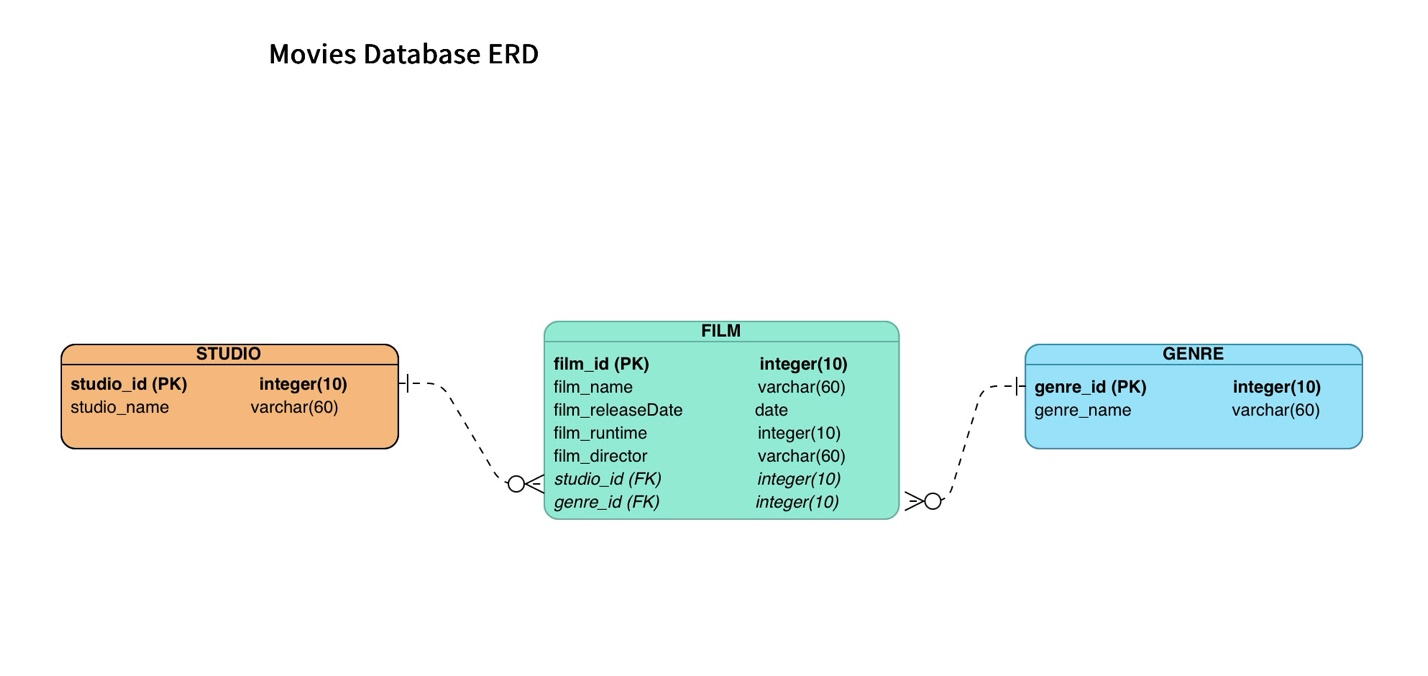 Movies Database ERD
STUDIO
studio_id (PK) integer(10)
studio_name varchar(60)
FILM
film_id (PK) integer(10)
film_name varchar(60)
film_releaseDate date
film_runtime integer(10)
film_director varchar(60)
studio_id (FK) integer(10)
genre_id (FK) integer(10)
GENRE
genre_id (PK) integer(10)
genre_name varchar(60)